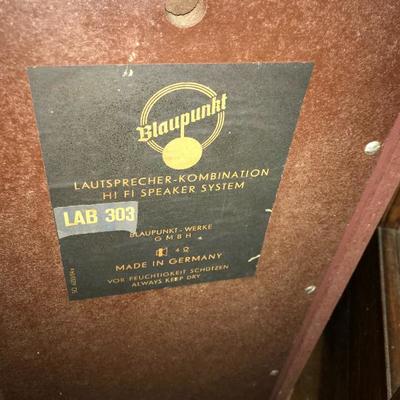 Blaupunkt
LAUTSPRECHER-KOMBINATION
HI FI SPEAKER SYSTEM
LAB 303
BLAUPUNKT-WERKE
GMBH
4 Ω
MADE IN GERMANY
VOR FEUCHTIGKEIT SCHÜTZEN
ALWAYS KEEP DRY